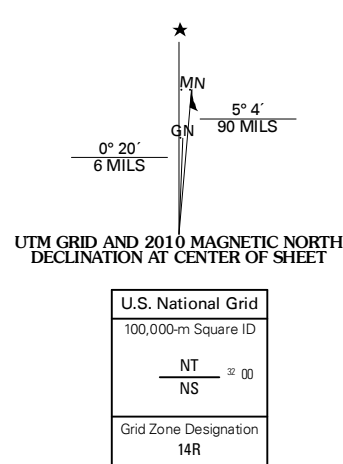 ★
MN
5° 4´
GN
90 MILS
0° 20´
6 MILS
UTM GRID AND 2010 MAGNETIC NORTH
DECLINATION AT CENTER OF SHEET
U.S. National Grid
100,000-m Square ID
NT
32 00
NS
Grid Zone Designation
14R